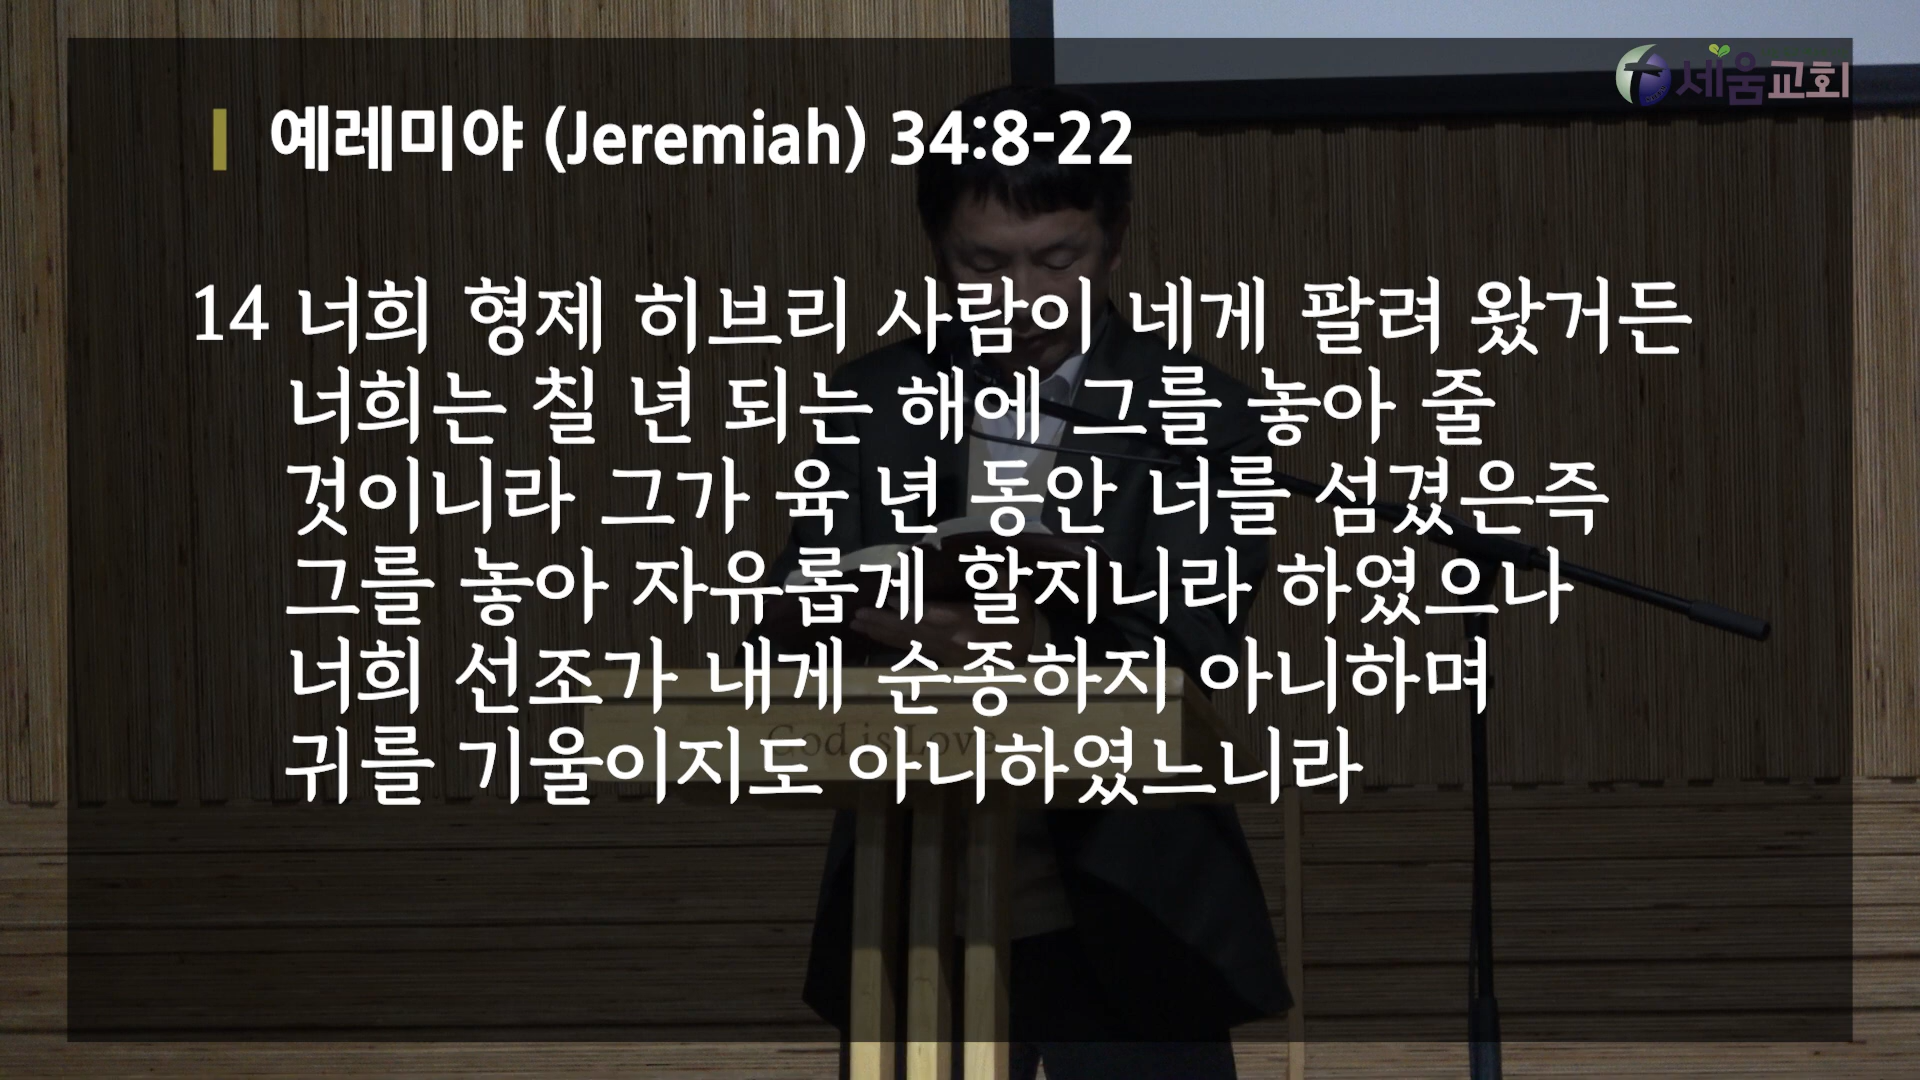 세움교회
예레미야 (Jeremiah) 34:8-22
14 너희 형제 히브리 사람이 네게 팔려 왔거든
너희는 칠 년 되는 해에 그를 놓아 줄
것이니라 그가 육 년 동안 너를 섬겼은즉
그를 놓아 자유롭게 할지니라 하였으나
너희 선조가 내게 순종하지 아니하며
귀를 기울이지도 아니하였느니라
God is Love